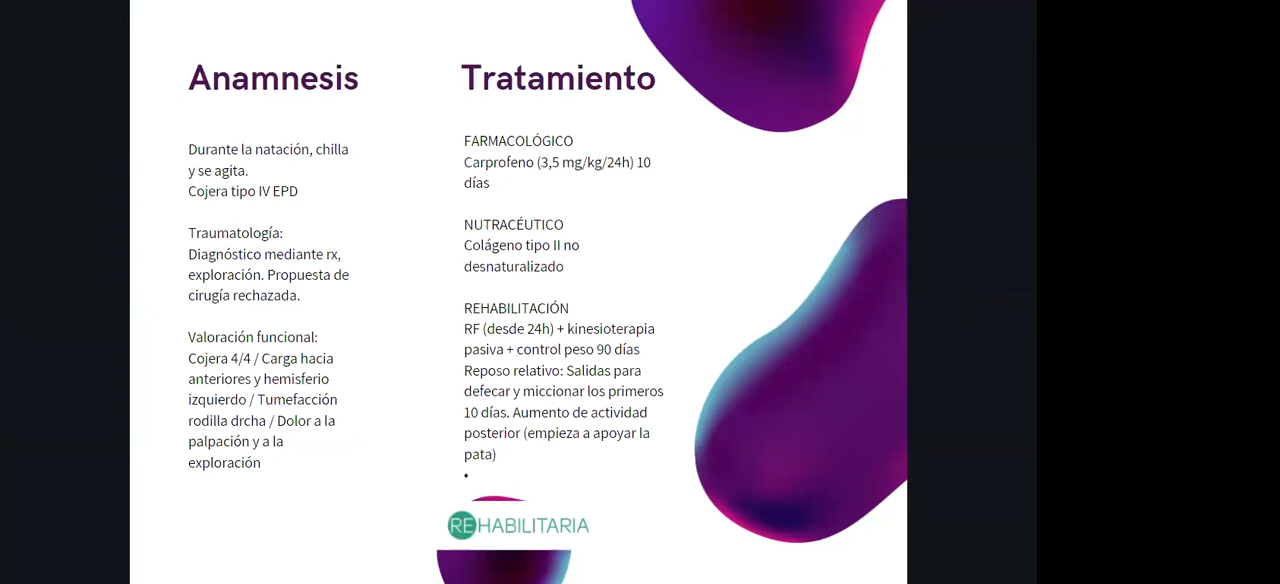 Anamnesis
Durante la natación, chilla
y se agita.
Cojera tipo IV EPD
Traumatología:
Diagnóstico mediante rx,
exploración. Propuesta de
cirugía rechazada.
Valoración funcional:
Cojera 4/4 / Carga hacia
anteriores y hemisferio
izquierdo / Tumefacción
rodilla drcha / Dolor a la
palpación y a la
exploración
Tratamiento
FARMACOLÓGICO
Carprofeno (3,5 mg/kg/24h) 10
días
NUTRACÉUTICO
Colágeno tipo II no
desnaturalizado
REHABILITACIÓN
RF (desde 24h) + kinesioterapia
pasiva + control peso 90 días
Reposo relativo: Salidas para
defecar y miccionar los primeros
10 días. Aumento de actividad
posterior (empieza a apoyar la
pata)
•
REHABILITARIA